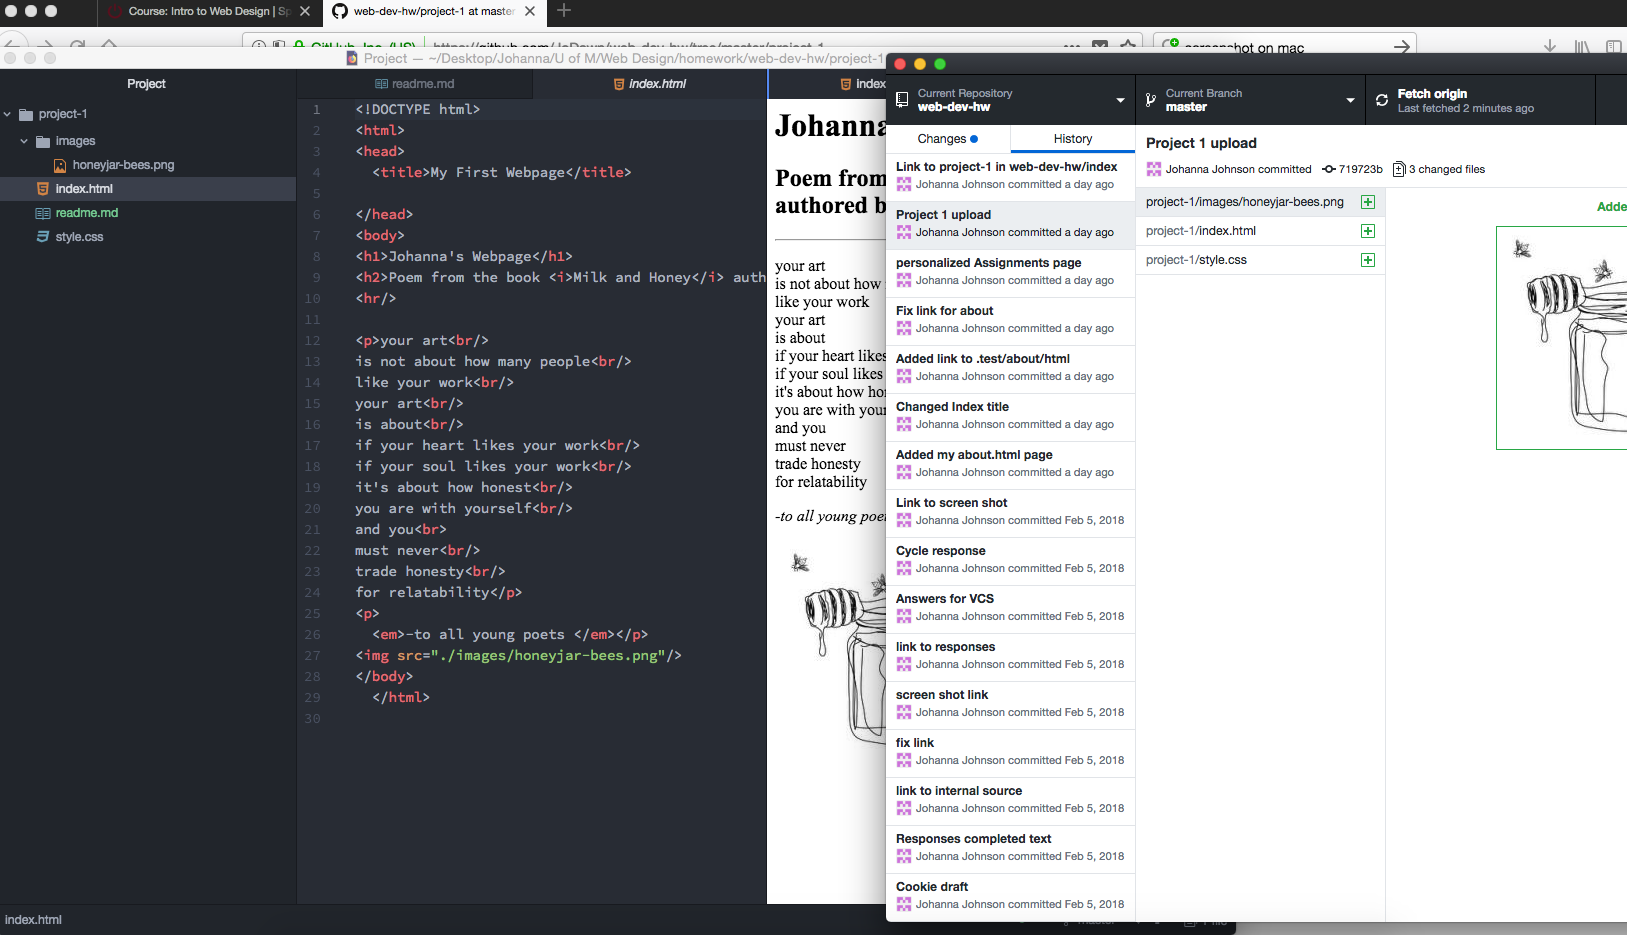 Course: Intro to Web Design | Sp
web-dev-hw/project-1 at master
GitHub, Inc. (US)
https://github.com/JoDawn/web-dev-hw/tree/master/project-1
screenshot on mac
Project — ~/Desktop/Johanna/U of M/Web Design/homework/web-dev-hw/project-1
Project
project-1
images
honeyjar-bees.png
index.html
readme.md
style.css
readme.md
index.html
index
1 <!DOCTYPE html>
2 <html>
3 <head>
4 <title>My First Webpage</title>
5
6 </head>
7 <body>
8 <h1>Johanna's Webpage</h1>
9 <h2>Poem from the book <i>Milk and Honey</i> auth
10 <hr/>
11
12 <p>your art<br/>
13 is not about how many people<br/>
14 like your work<br/>
15 your art<br/>
16 is about<br/>
17 if your heart likes your work<br/>
18 if your soul likes your work<br/>
19 it's about how honest<br/>
20 you are with yourself<br/>
21 and you<br>
22 must never<br/>
23 trade honesty<br/>
24 for relatability</p>
25 <p>
26 <em>-to all young poets </em></p>
27 <img src="./images/honeyjar-bees.png"/>
28 </body>
29 </html>
30
Johanna
Poem from
authored b
your art
is not about how
like your work
your art
is about
if your heart likes
if your soul likes
it's about how ho
you are with your
and you
must never
trade honesty
for relatability
-to all young poe
Current Repository
web-dev-hw
Current Branch
master
Fetch origin
Last fetched 2 minutes ago
Changes
History
Link to project-1 in web-dev-hw/index
Johanna Johnson committed a day ago
Project 1 upload
Johanna Johnson committed a day ago
personalized Assignments page
Johanna Johnson committed a day ago
Fix link for about
Johanna Johnson committed a day ago
Added link to .test/about/html
Johanna Johnson committed a day ago
Changed Index title
Johanna Johnson committed a day ago
Added my about.html page
Johanna Johnson committed a day ago
Link to screen shot
Johanna Johnson committed Feb 5, 2018
Cycle response
Johanna Johnson committed Feb 5, 2018
Answers for VCS
Johanna Johnson committed Feb 5, 2018
link to responses
Johanna Johnson committed Feb 5, 2018
screen shot link
Johanna Johnson committed Feb 5, 2018
fix link
Johanna Johnson committed Feb 5, 2018
link to internal source
Johanna Johnson committed Feb 5, 2018
Responses completed text
Johanna Johnson committed Feb 5, 2018
Cookie draft
Johanna Johnson committed Feb 5, 2018
Project 1 upload
Johanna Johnson committed 719723b 3 changed files
project-1/images/honeyjar-bees.png
project-1/index.html
project-1/style.css
Adde
index.html